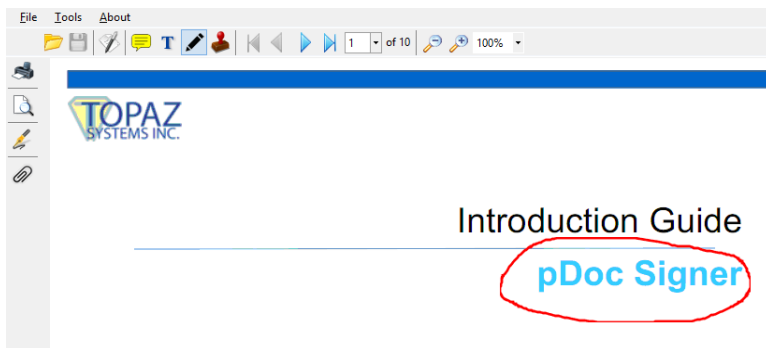 File Tools About
T 1 of 10 100%
TOPAZ
SYSTEMS INC.
Introduction Guide
pDoc Signer